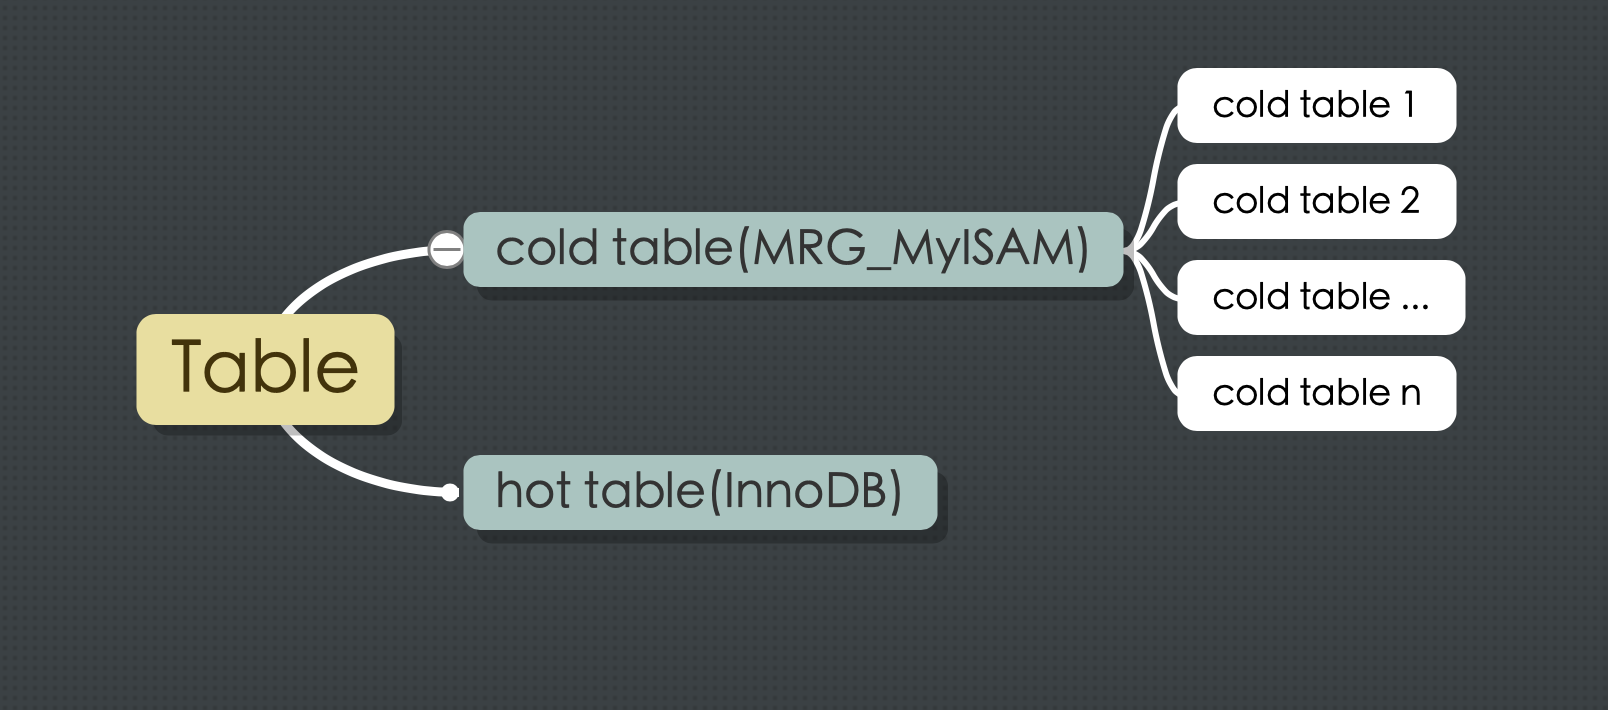 Table
cold table(MRG_MyISAM)
cold table 1
cold table 2
cold table ...
cold table n
hot table(InnoDB)